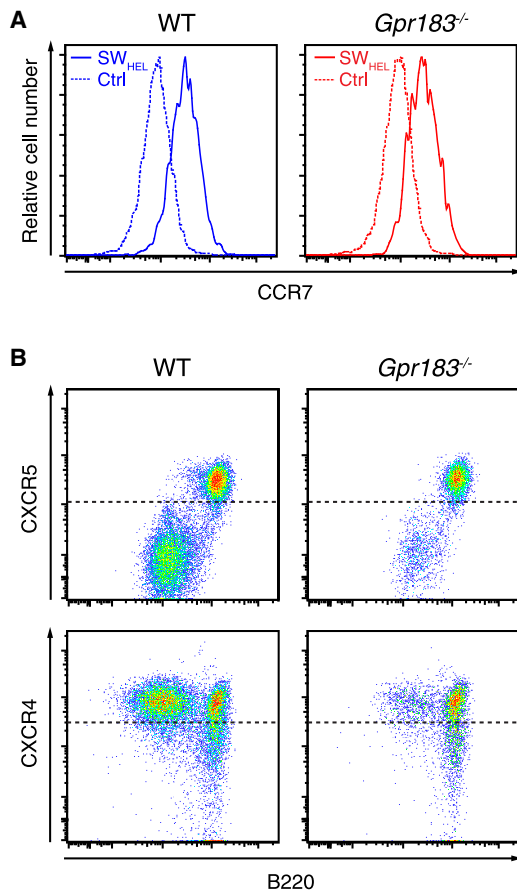 A
WT
Gpr183-/-
SWHEL
Ctrl
SWHEL
Ctrl
Relative cell number
CCR7
B
WT
Gpr183-/-
CXCR5
CXCR4
B220